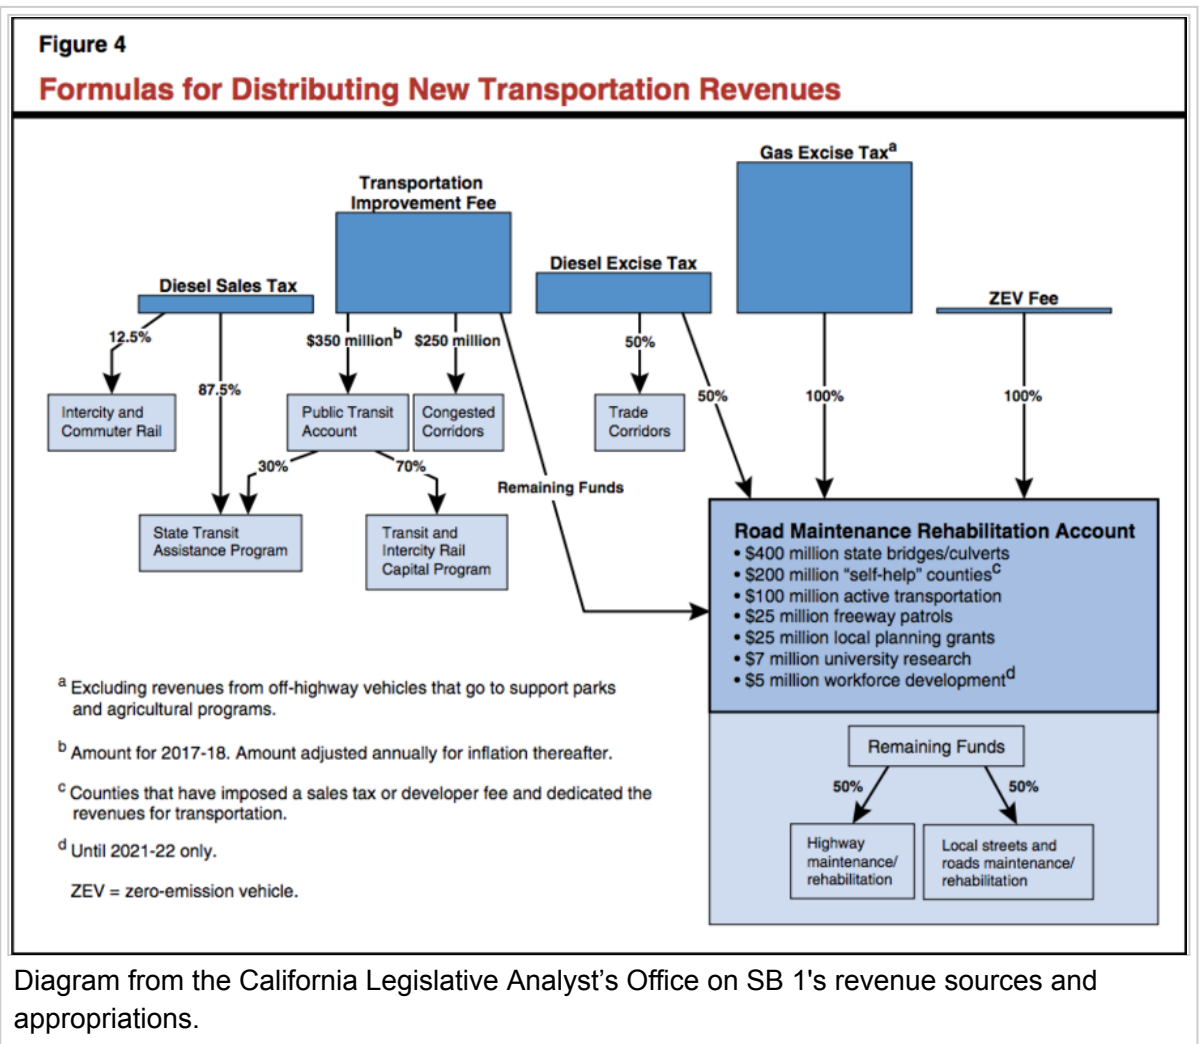 Figure 4
Formulas for Distributing New Transportation Revenues
Gas Excise Taxᵃ
Transportation
Improvement Fee
Diesel Excise Tax
Diesel Sales Tax
ZEV Fee
12.5%
$350 millionᵇ
$250 million
50%
87.5%
50%
100%
100%
Intercity and
Commuter Rail
Public Transit
Account
Congested
Corridors
Trade
Corridors
30%
70%
Remaining Funds
State Transit
Assistance Program
Transit and
Intercity Rail
Capital Program
Road Maintenance Rehabilitation Account
• $400 million state bridges/culverts
• $200 million “self-help” countiesᶜ
• $100 million active transportation
• $25 million freeway patrols
• $25 million local planning grants
• $7 million university research
• $5 million workforce developmentᵈ
Remaining Funds
50%
50%
Highway
maintenance/
rehabilitation
Local streets and
roads maintenance/
rehabilitation
ᵃ Excluding revenues from off-highway vehicles that go to support parks
and agricultural programs.
ᵇ Amount for 2017-18. Amount adjusted annually for inflation thereafter.
ᶜ Counties that have imposed a sales tax or developer fee and dedicated the
revenues for transportation.
ᵈ Until 2021-22 only.
ZEV = zero-emission vehicle.
Diagram from the California Legislative Analyst’s Office on SB 1's revenue sources and
appropriations.